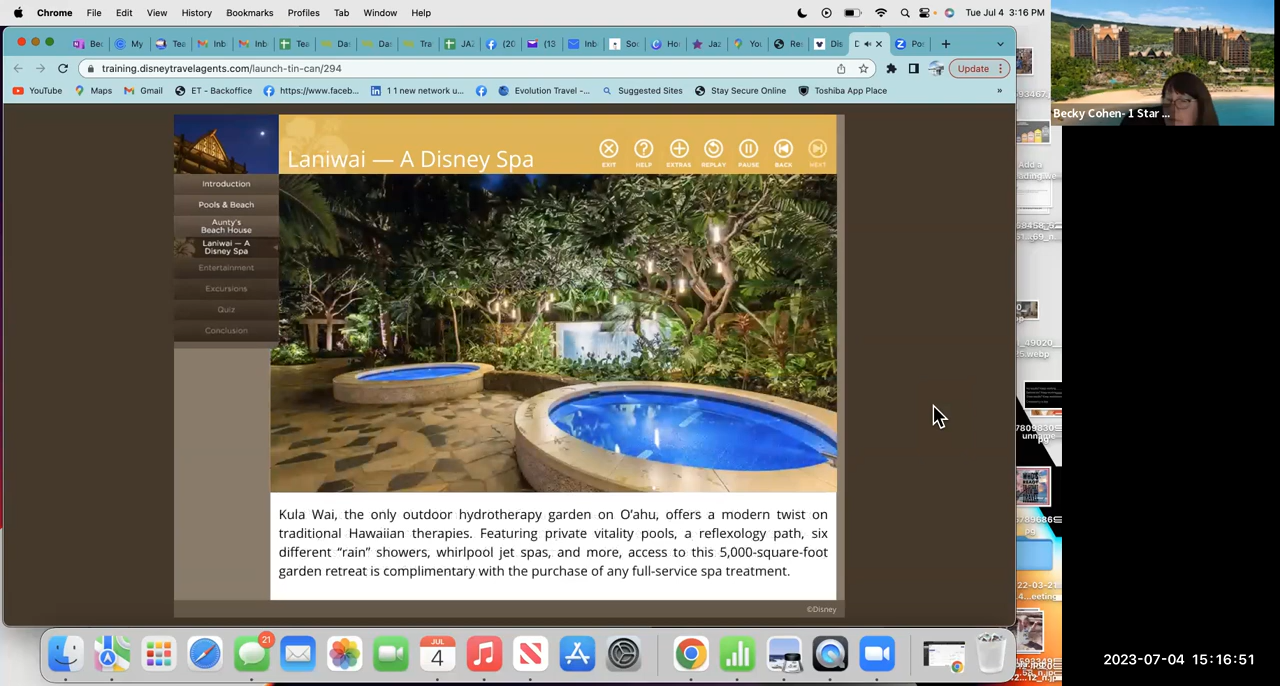 Chrome File Edit View History Bookmarks Profiles Tab Window Help
Tue Jul 4 3:16 PM
training.disneytravelagents.com/launch-tin-can/294
Update
YouTube Maps Gmail ET - Backoffice https://www.faceb... 1 1 new network u... Evolution Travel -... Suggested Sites Stay Secure Online Toshiba App Place »
Becky Cohen- 1 Star ...
Laniwai — A Disney Spa
EXIT HELP EXTRAS REPLAY PAUSE BACK NEXT
Introduction
Pools & Beach
Aunty's
Beach House
Laniwai — A
Disney Spa
Entertainment
Excursions
Quiz
Conclusion
Kula Wai, the only outdoor hydrotherapy garden on O'ahu, offers a modern twist on
traditional Hawaiian therapies. Featuring private vitality pools, a reflexology path, six
different “rain” showers, whirlpool jet spas, and more, access to this 5,000-square-foot
garden retreat is complimentary with the purchase of any full-service spa treatment.
©Disney
21
JUL
4
2023-07-04 15:16:51